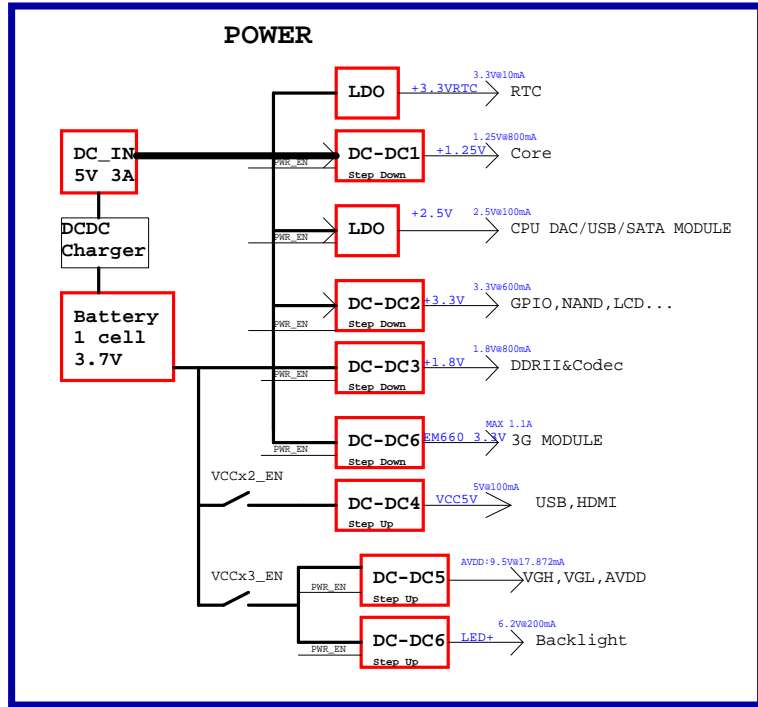 POWER
3.3V@10mA
LDO
+3.3VRTC
RTC
1.25V@800mA
DC_IN
5V 3A
PWR_EN
DC-DC1
Step Down
+1.25V
Core
DCDC
Charger
2.5V@100mA
PWR_EN
LDO
+2.5V
CPU DAC/USB/SATA MODULE
3.3V@600mA
Battery
1 cell
3.7V
PWR_EN
DC-DC2
Step Down
+3.3V
GPIO,NAND,LCD...
1.8V@800mA
PWR_EN
DC-DC3
Step Down
+1.8V
DDRII&Codec
MAX 1.1A
PWR_EN
DC-DC6
Step Down
EM660 3.3V
3G MODULE
VCCx2_EN
5V@100mA
DC-DC4
Step Up
VCC5V
USB,HDMI
VCCx3_EN
AVDD:9.5V@17.872mA
PWR_EN
DC-DC5
Step Up
VGH,VGL,AVDD
6.2V@200mA
PWR_EN
DC-DC6
Step Up
LED+
Backlight